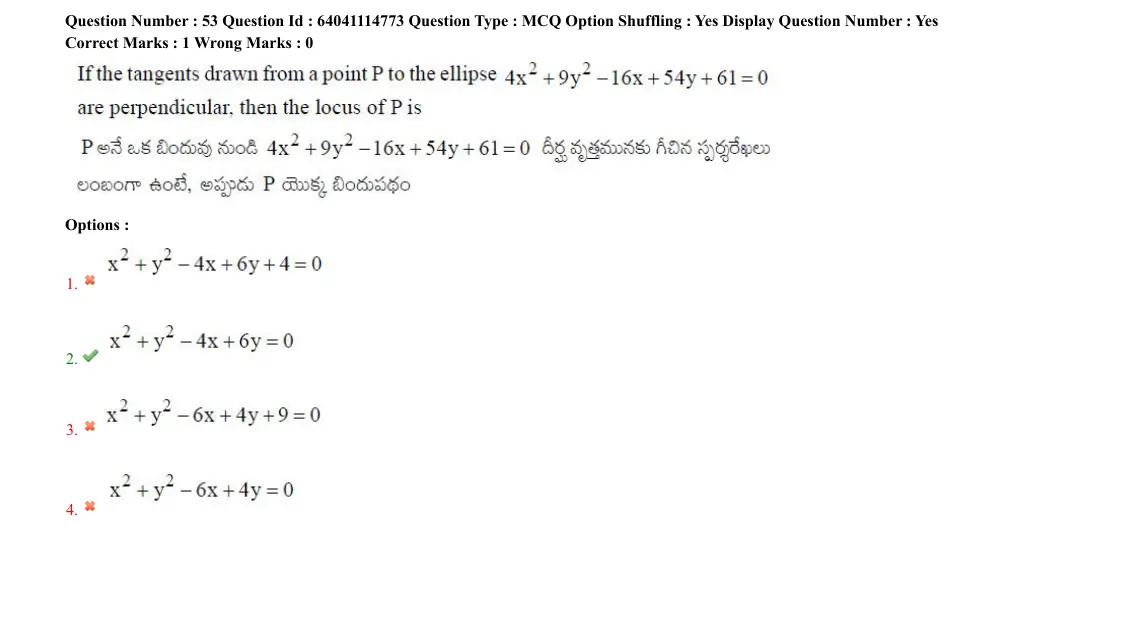 Question Number : 53 Question Id : 64041114773 Question Type : MCQ Option Shuffling : Yes Display Question Number : Yes
Correct Marks : 1 Wrong Marks : 0
If the tangents drawn from a point P to the ellipse 4x² + 9y² − 16x + 54y + 61 = 0
are perpendicular, then the locus of P is
P అనే ఒక బిందువు నుండి 4x² + 9y² − 16x + 54y + 61 = 0 దీర్ఘ వృత్తమునకు గీచిన స్పర్శరేఖలు
లంబంగా ఉంటే, అప్పుడు P యొక్క బిందుపథం
Options :
1. ✖ x² + y² − 4x + 6y + 4 = 0
2. ✔ x² + y² − 4x + 6y = 0
3. ✖ x² + y² − 6x + 4y + 9 = 0
4. ✖ x² + y² − 6x + 4y = 0